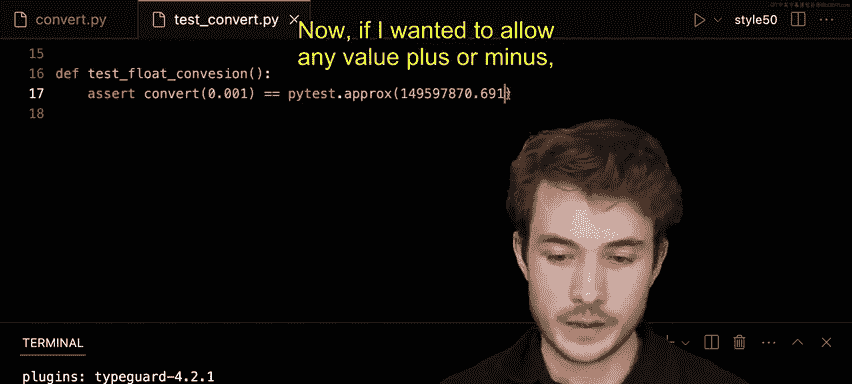 convert.py
test_convert.py
style50
Now, if I wanted to allow
any value plus or minus,
15
16 def test_float_convesion():
17 assert convert(0.001) == pytest.approx(149597870.691)
18
TERMINAL
plugins: typeguard-4.2.1